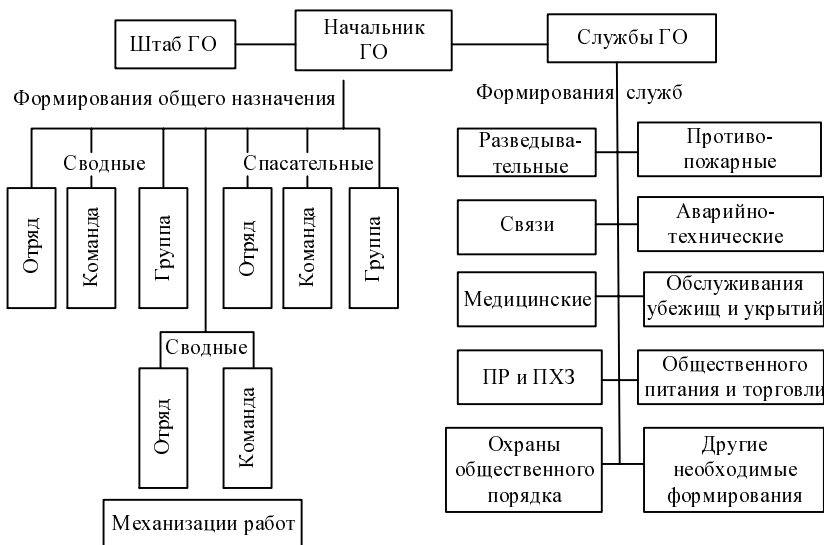 Штаб ГО
Начальник
ГО
Службы ГО
Формирования общего назначения
Сводные
Спасательные
Отряд
Команда
Группа
Отряд
Команда
Группа
Сводные
Отряд
Команда
Механизации работ
Формирования служб
Разведыва-
тельные
Противо-
пожарные
Связи
Аварийно-
технические
Медицинские
Обслуживания
убежищ и укрытий
ПР и ПХЗ
Общественного
питания и торговли
Охраны
общественного
порядка
Другие
необходимые
формирования